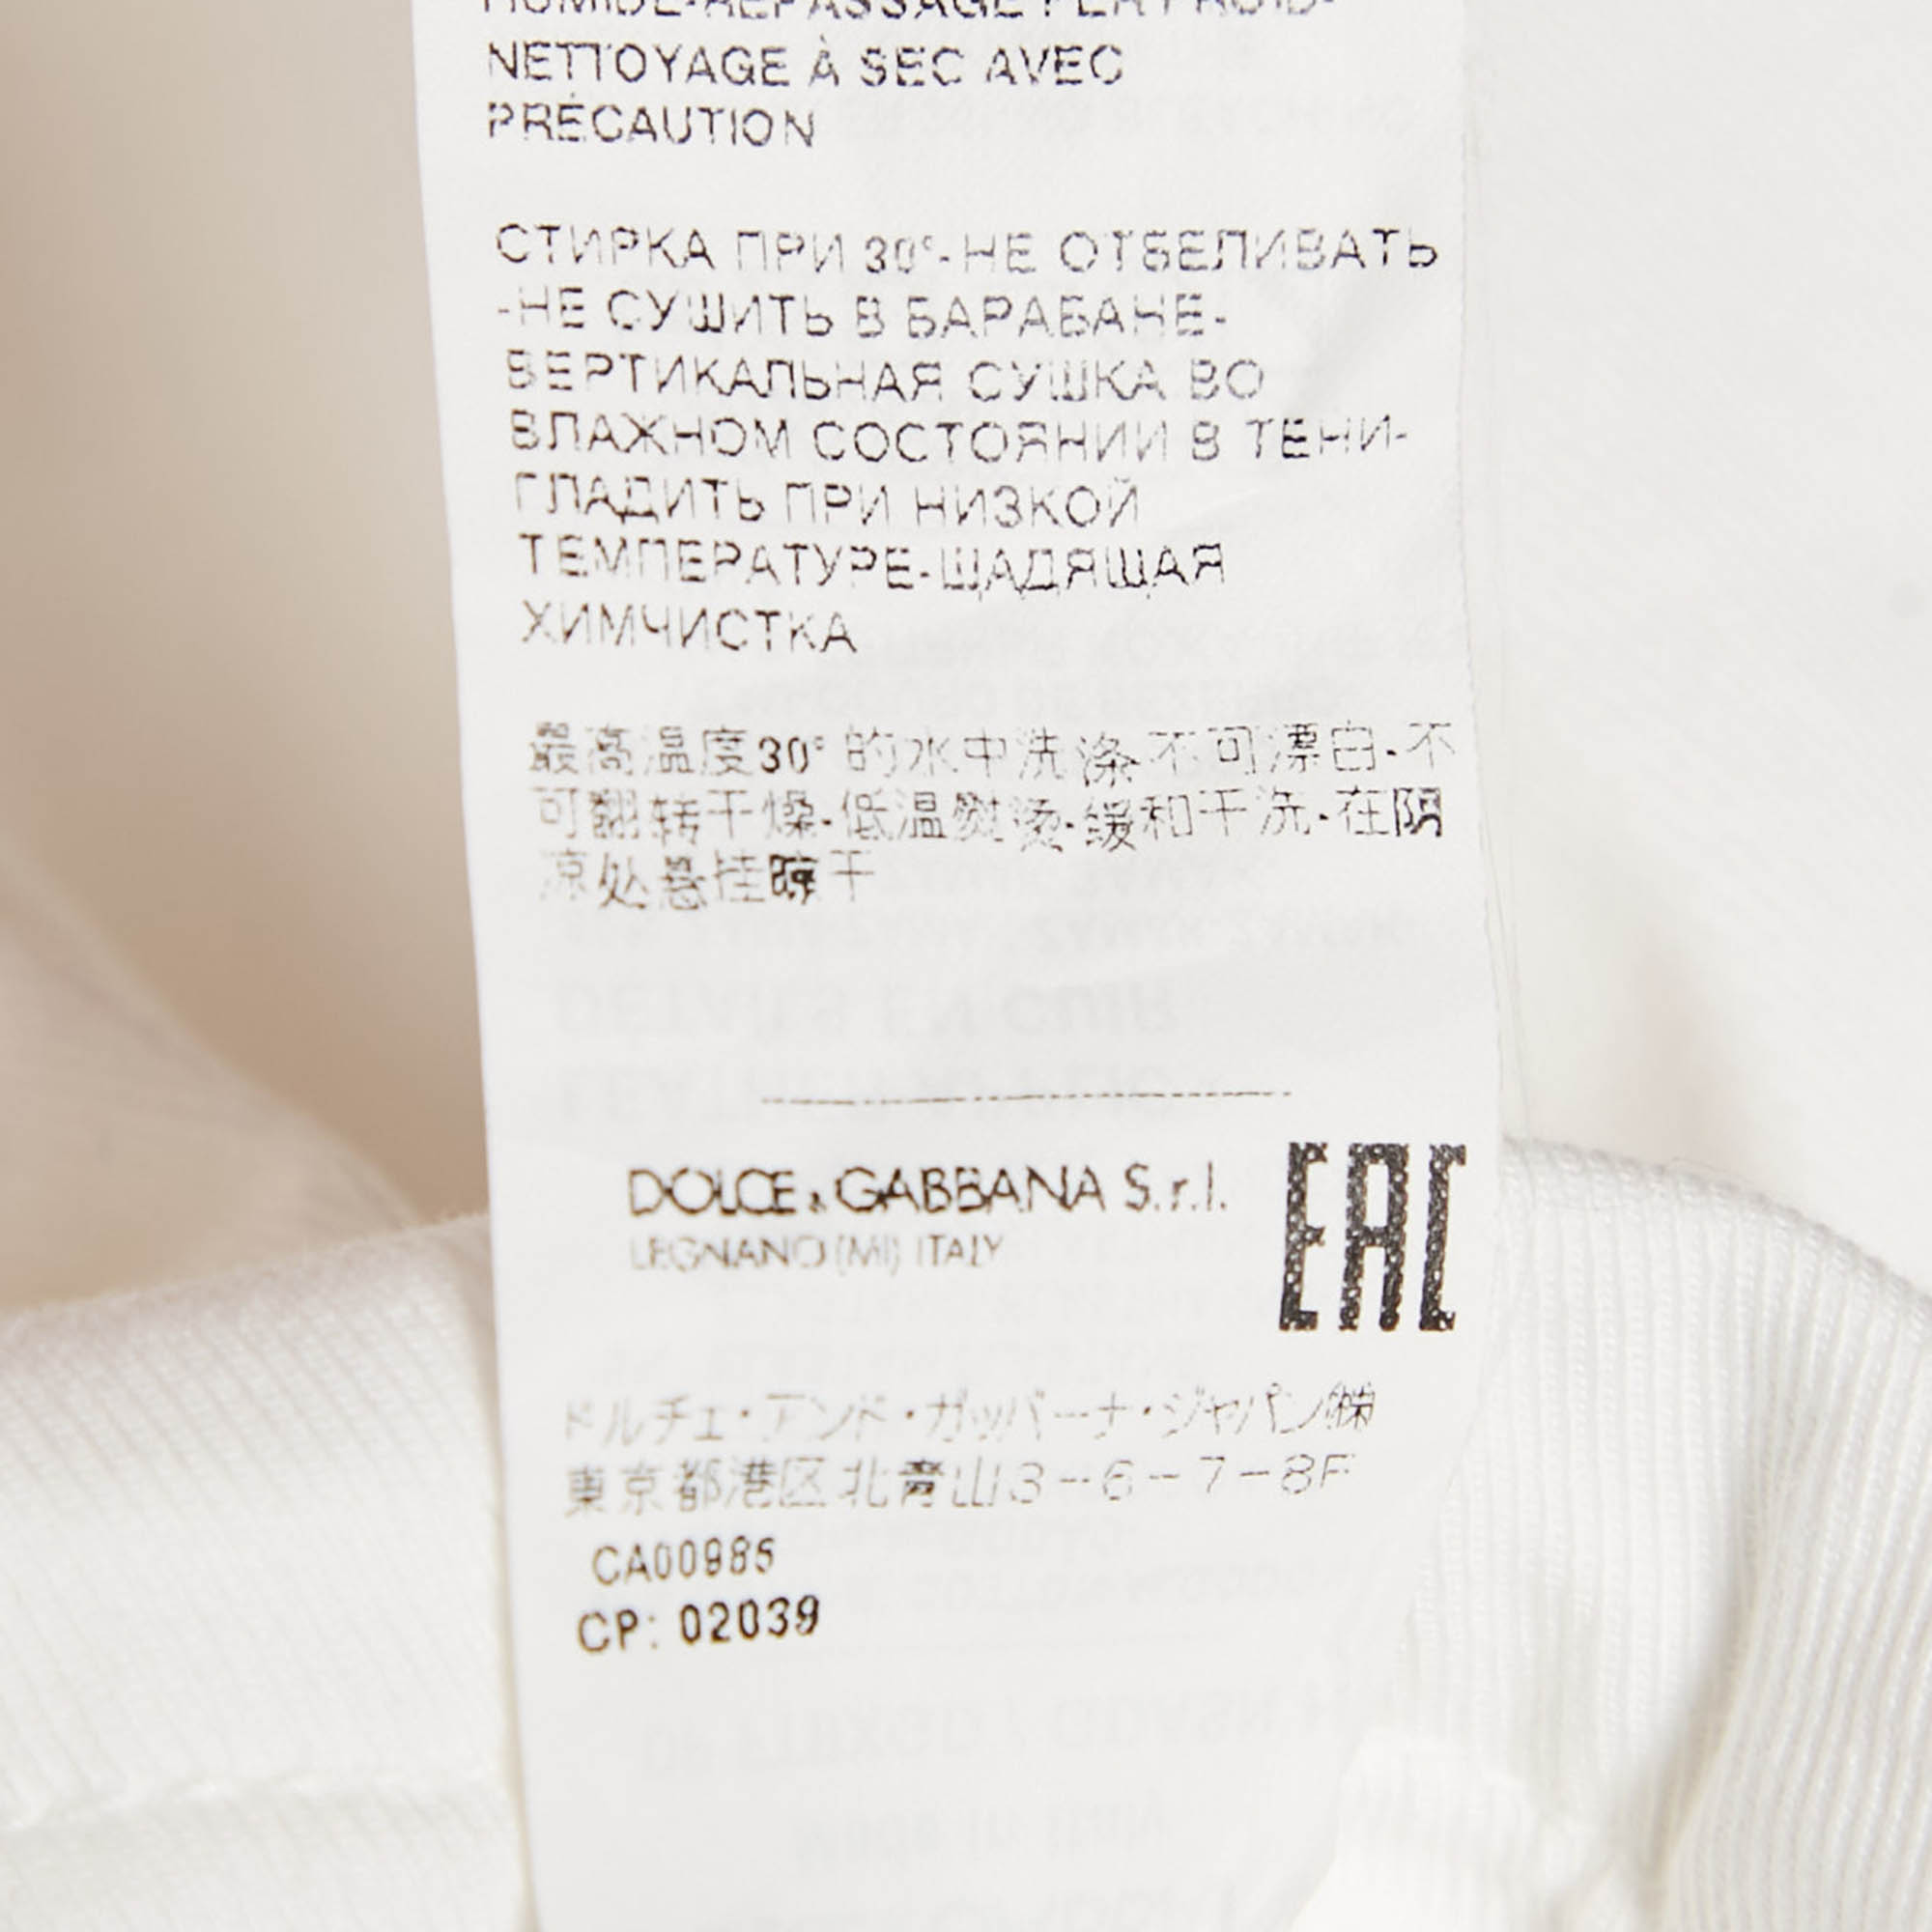 HUMIDE-REPASSAGE PEA FROID-
NETTOYAGE À SEC AVEC
PRÉCAUTION
СТИРКА ПРИ 30°-НЕ ОТБЕЛИВАТЬ
-НЕ СУШИТЬ В БАРАБАНЕ-
ВЕРТИКАЛЬНАЯ СУШКА ВО
ВЛАЖНОМ СОСТОЯНИИ В ТЕНИ-
ГЛАДИТЬ ПРИ НИЗКОЙ
ТЕМПЕРАТУРЕ-ЩАДЯЩАЯ
ХИМЧИСТКА
最高温度30° 的水中洗涤-不可漂白-不
可翻转干燥-低温熨烫-缓和干洗-在阴
凉处悬挂晾干
DOLCE & GABBANA S.r.l.
LEGNANO (MI) ITALY
EAC
ドルチェ・アンド・ガッバーナ・ジャパン㈱
東京都港区北青山3-6-7-8F
CA00985
CP: 02039